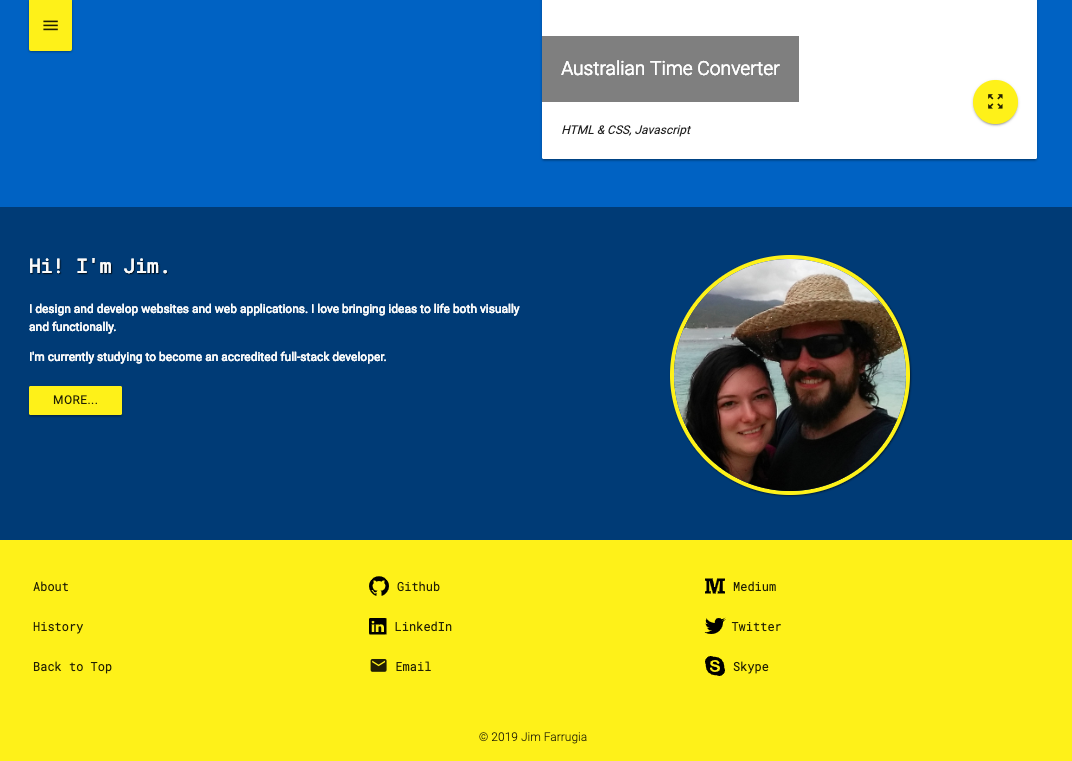 Australian Time Converter
HTML & CSS, Javascript
Hi! I'm Jim.
I design and develop websites and web applications. I love bringing ideas to life both visually
and functionally.
I'm currently studying to become an accredited full-stack developer.
MORE...
About
Github
Medium
History
LinkedIn
Twitter
Back to Top
Email
Skype
© 2019 Jim Farrugia